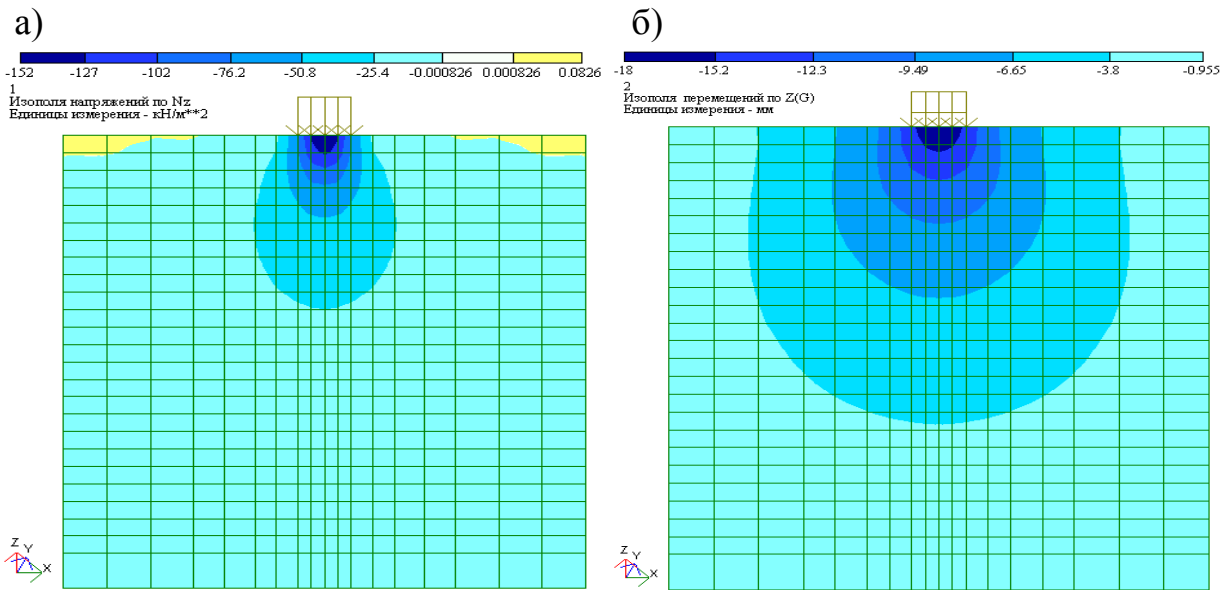 а)
-152 -127 -102 -76.2 -50.8 -25.4 -0.000826 0.000826 0.0826
1
Изополя напряжений по Nz
Единицы измерения - кН/м**2
Z
Y
X
б)
-18 -15.2 -12.3 -9.49 -6.65 -3.8 -0.955
2
Изополя перемещений по Z(G)
Единицы измерения - мм
Z
Y
X